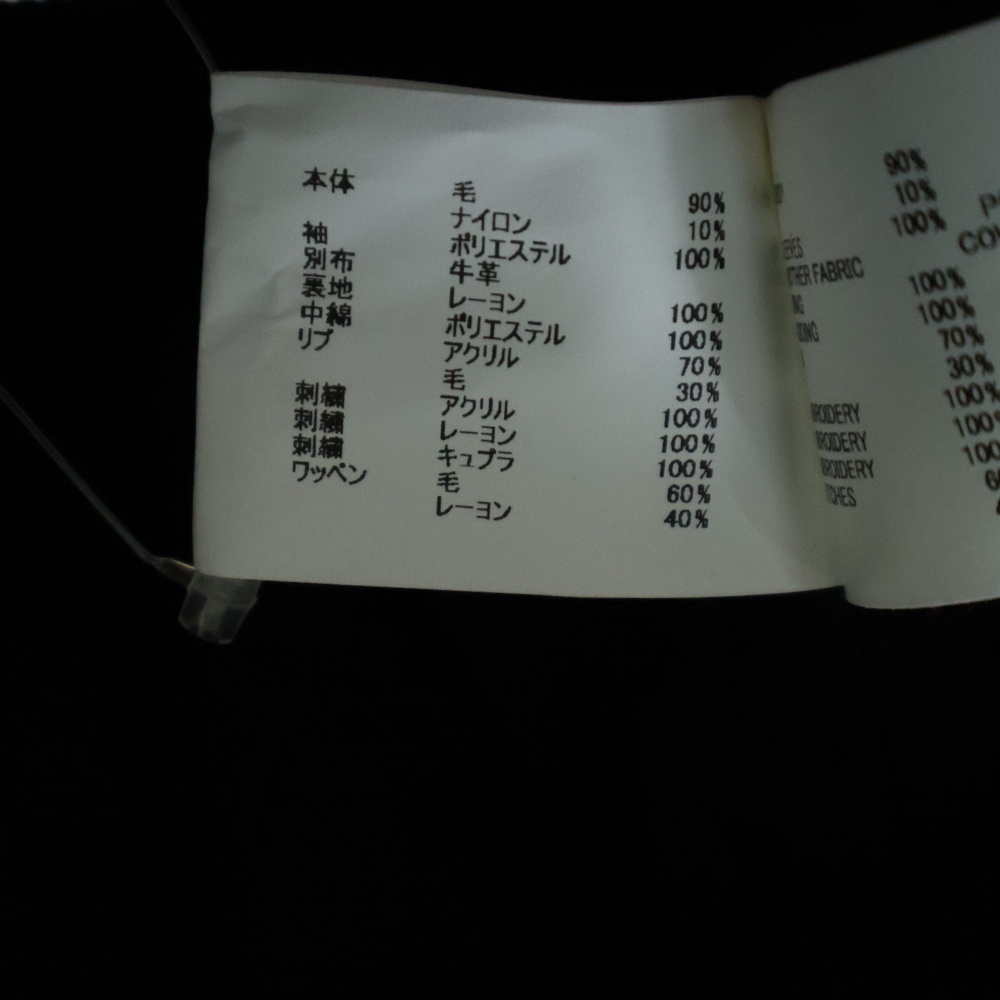 本体 毛 90%
ナイロン 10%
袖 ポリエステル 100%
別布 牛革
裏地 レーヨン 100%
中綿 ポリエステル 100%
リブ アクリル 70%
毛 30%
刺繍 アクリル 100%
刺繍 レーヨン 100%
刺繍 キュプラ 100%
ワッペン 毛 60%
レーヨン 40%
90%
10%
100%
FABRIC
100%
100%
70%
30%
100%
100
100